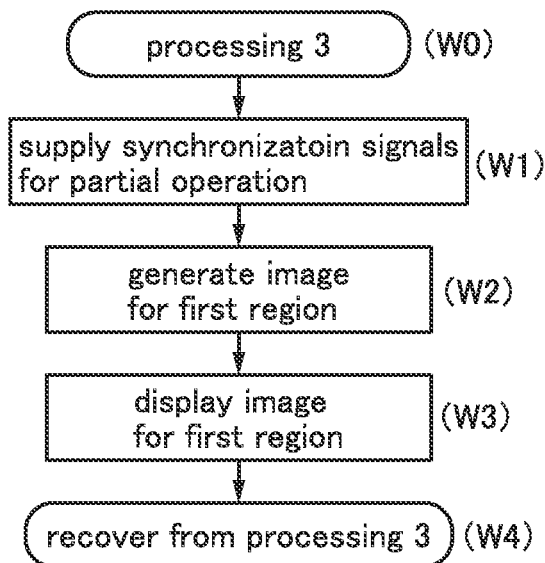 processing 3 (W0)
supply synchronizatoin signals
for partial operation (W1)
generate image
for first region (W2)
display image
for first region (W3)
recover from processing 3 (W4)